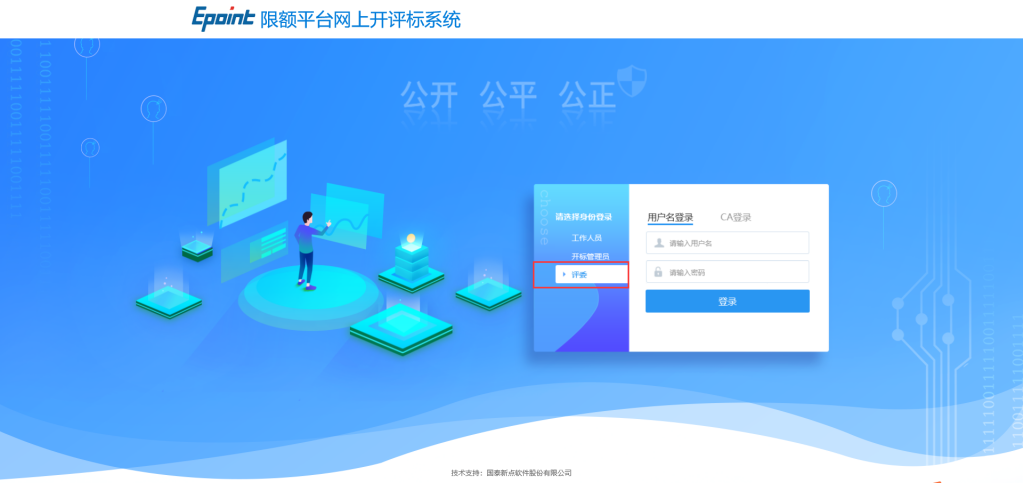 Epoint 限额平台网上开评标系统
公开 公平 公正
choose
请选择身份登录
工作人员
开标管理员
评委
用户名登录 CA登录
请输入用户名
请输入密码
登录
技术支持：国泰新点软件股份有限公司